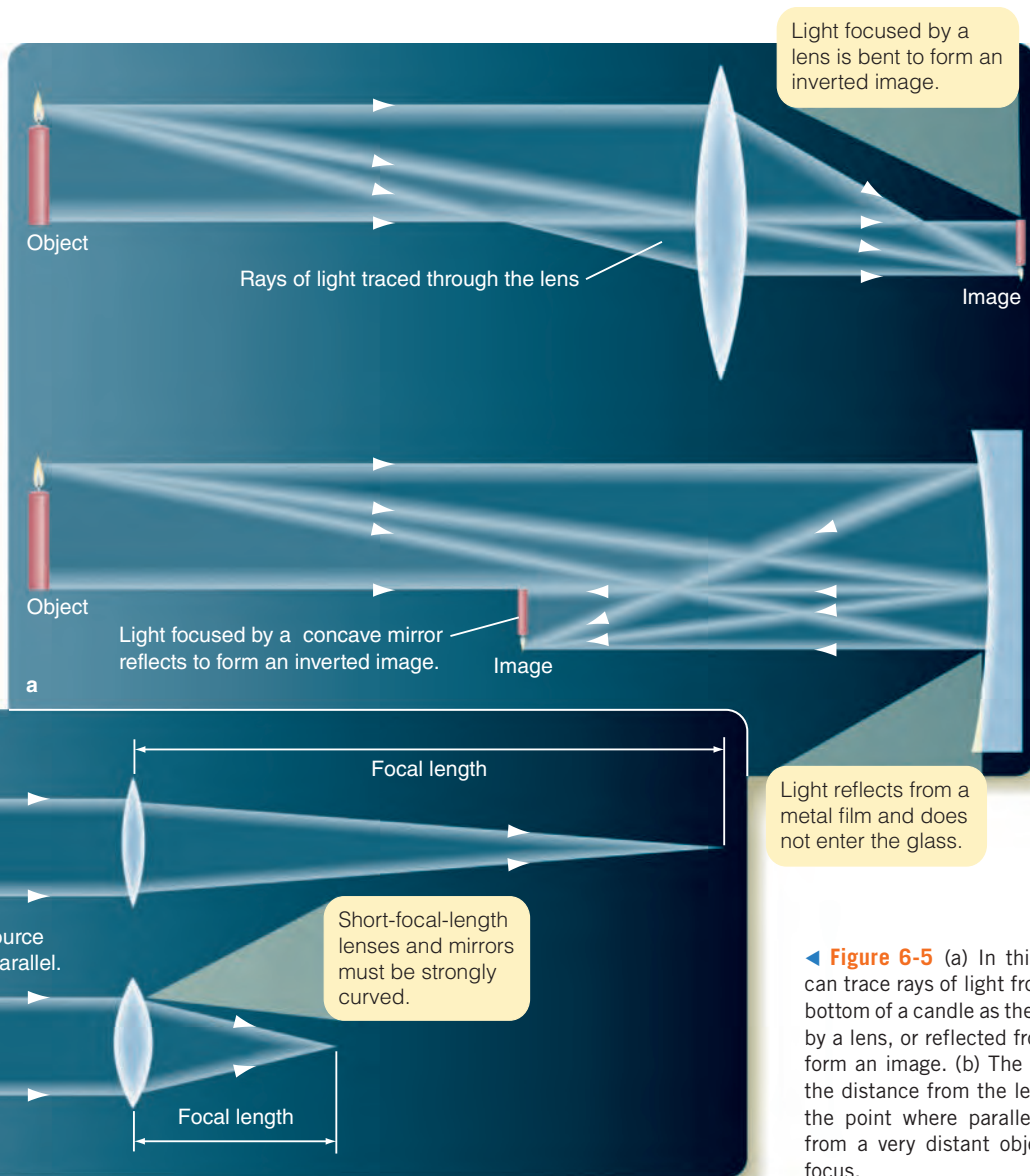 Light focused by a
lens is bent to form an
inverted image.
Object
Rays of light traced through the lens
Image
Object
Light focused by a concave mirror
reflects to form an inverted image.
Image
a
Light reflects from a
metal film and does
not enter the glass.
Focal length
Short-focal-length
lenses and mirrors
must be strongly
curved.
Focal length
◀ Figure 6-5 (a) In thi
can trace rays of light fro
bottom of a candle as the
by a lens, or reflected fro
form an image. (b) The
the distance from the le
the point where paralle
from a very distant obje
focus.